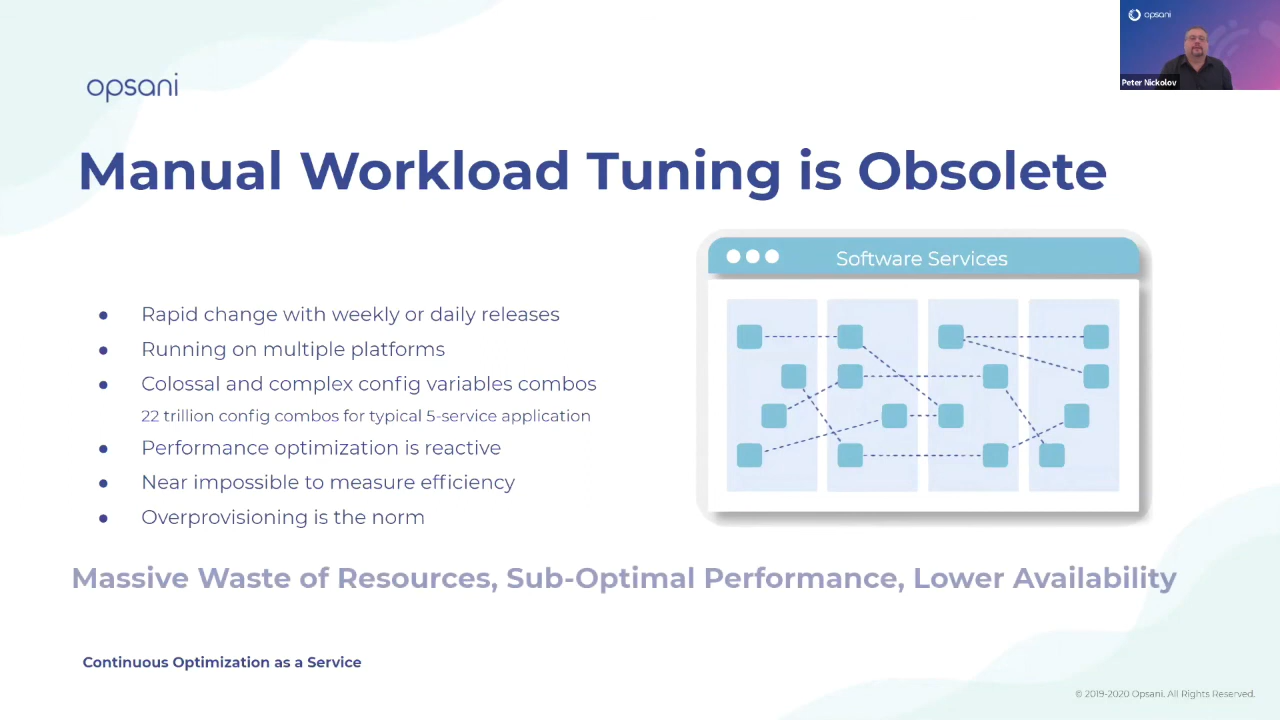 opsani
Peter Nickolov
opsani
Manual Workload Tuning is Obsolete
Software Services
● Rapid change with weekly or daily releases
● Running on multiple platforms
● Colossal and complex config variables combos
22 trillion config combos for typical 5-service application
● Performance optimization is reactive
● Near impossible to measure efficiency
● Overprovisioning is the norm
Massive Waste of Resources, Sub-Optimal Performance, Lower Availability
Continuous Optimization as a Service
© 2019-2020 Opsani. All Rights Reserved.